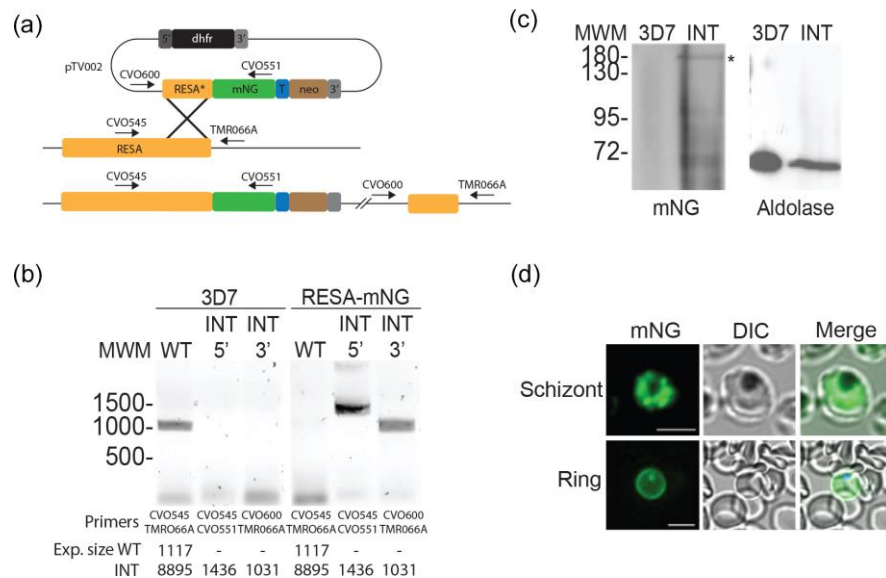 (a)
5' dhfr 3'
pTV002
CVO600 CVO551
RESA* mNG T neo 3'
CVO545 TMR066A
RESA
CVO545 CVO551 CVO600 TMR066A
(b)
3D7 RESA-mNG
INT INT INT INT
MWM WT 5' 3' WT 5' 3'
1500-
1000-
500-
Primers CVO545 CVO545 CVO600 CVO545 CVO545 CVO600
TMRO66A CVO551 TMR066A TMR066A CVO551 TMR066A
Exp. size WT 1117 - - 1117 - -
INT 8895 1436 1031 8895 1436 1031
(c)
MWM 3D7 INT 3D7 INT
180- *
130-
95-
72-
mNG Aldolase
(d)
mNG DIC Merge
Schizont
Ring